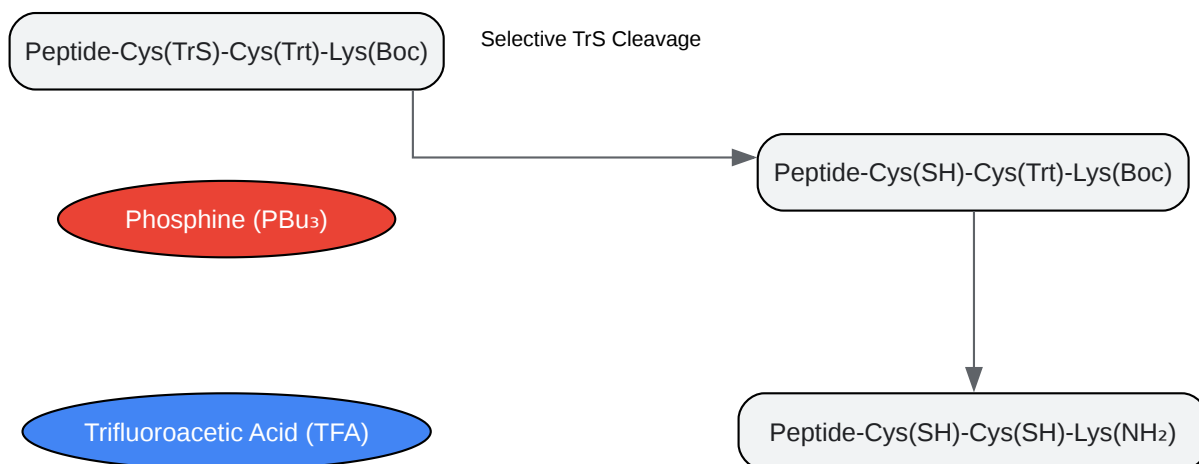 Peptide-Cys(TrS)-Cys(Trt)-Lys(Boc)
Selective TrS Cleavage
Peptide-Cys(SH)-Cys(Trt)-Lys(Boc)
Phosphine (PBu₃)
Trifluoroacetic Acid (TFA)
Peptide-Cys(SH)-Cys(SH)-Lys(NH₂)